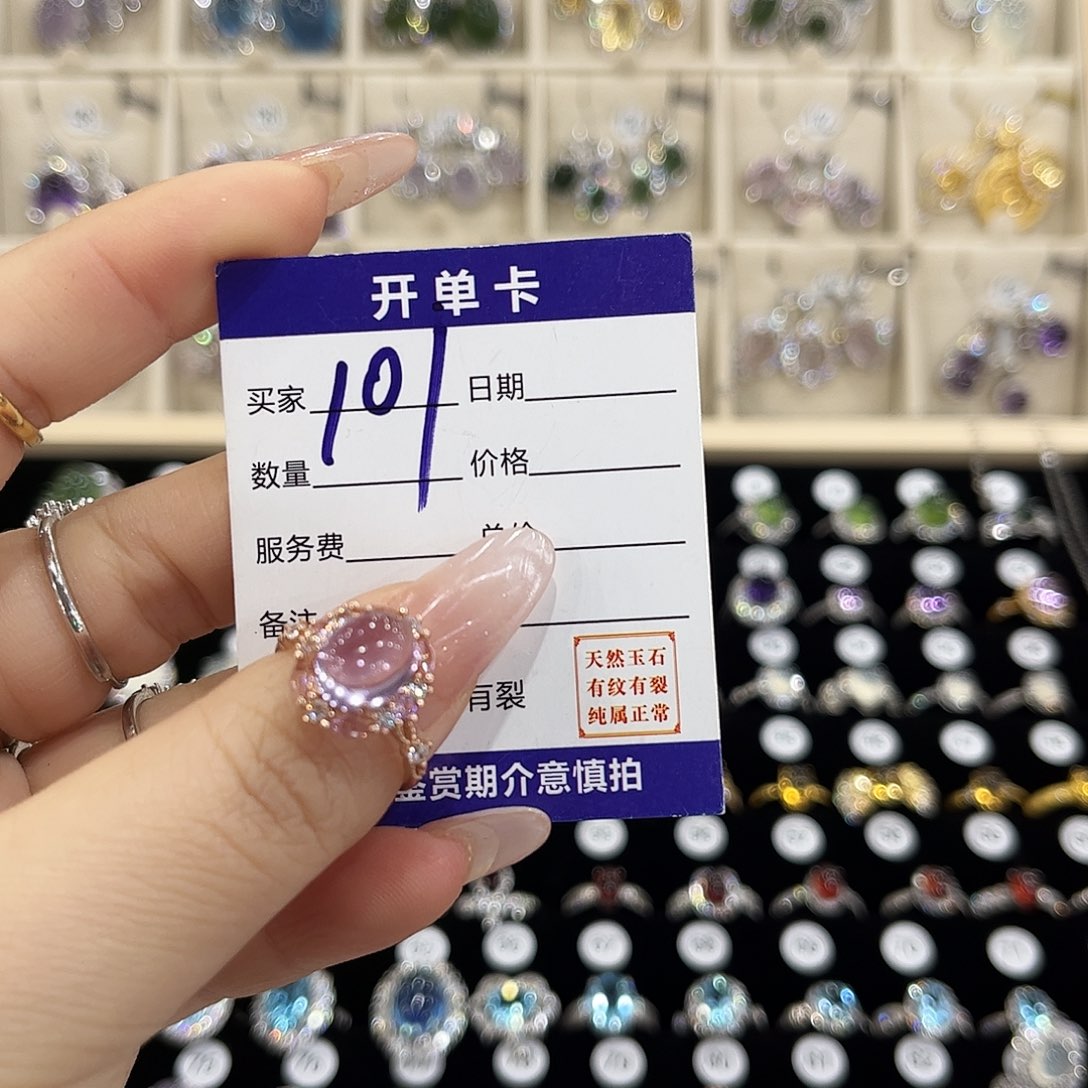 开单卡
买家 101 日期
数量 价格
服务费
备注
有裂
天然玉石
有纹有裂
纯属正常
鉴赏期介意慎拍